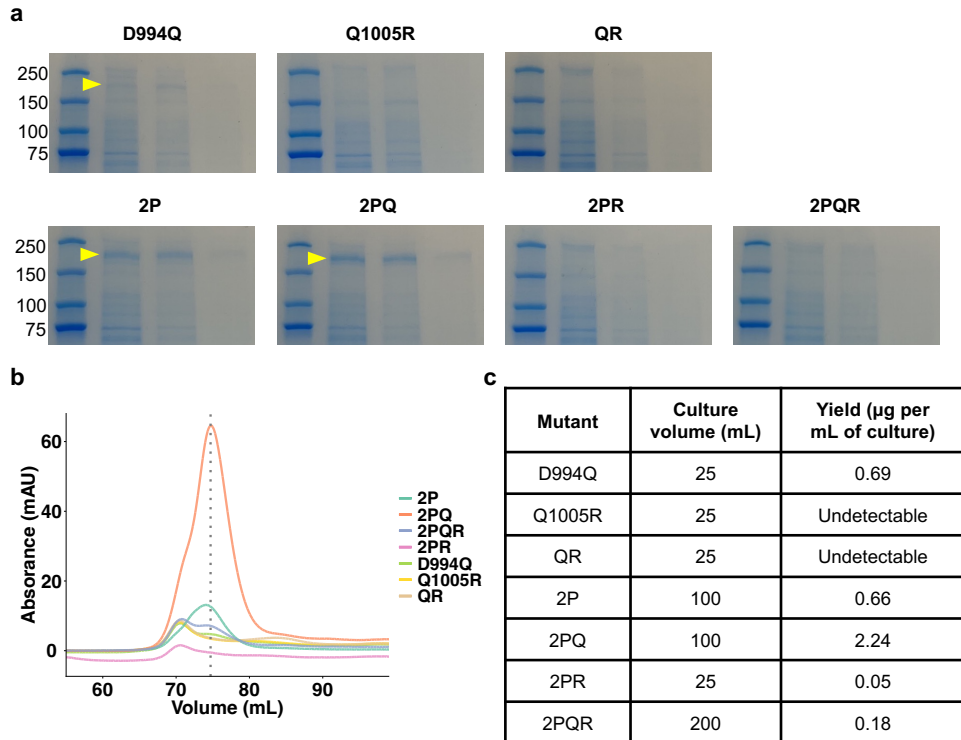 a
D994Q
Q1005R
QR
250
150
100
75
2P
2PQ
2PR
2PQR
250
150
100
75
b
Absorance (mAU)
60
40
20
0
60
70
80
90
Volume (mL)
2P
2PQ
2PQR
2PR
D994Q
Q1005R
QR
c
Mutant Culture volume (mL) Yield (µg per mL of culture)
D994Q 25 0.69
Q1005R 25 Undetectable
QR 25 Undetectable
2P 100 0.66
2PQ 100 2.24
2PR 25 0.05
2PQR 200 0.18